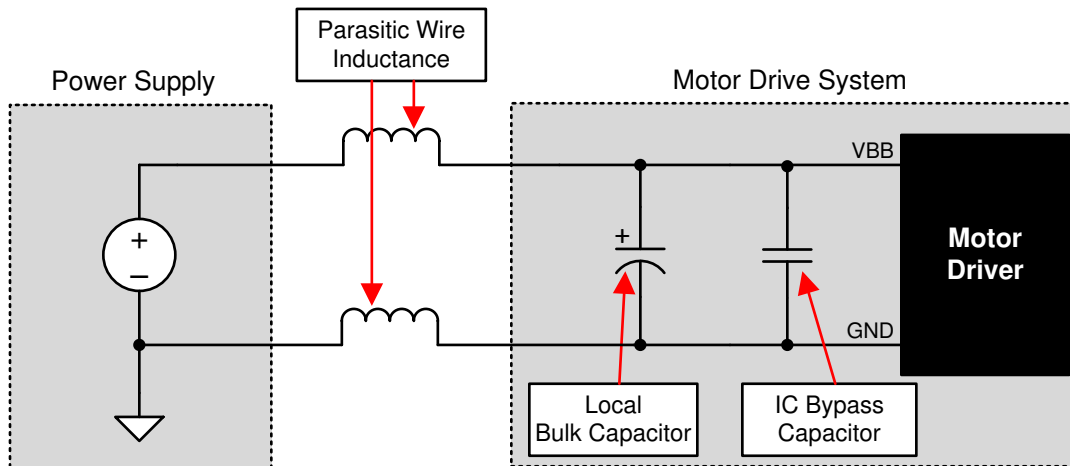 Parasitic Wire
Inductance
Power Supply
Motor Drive System
VBB
+
+
–
Motor
Driver
GND
Local
Bulk Capacitor
IC Bypass
Capacitor